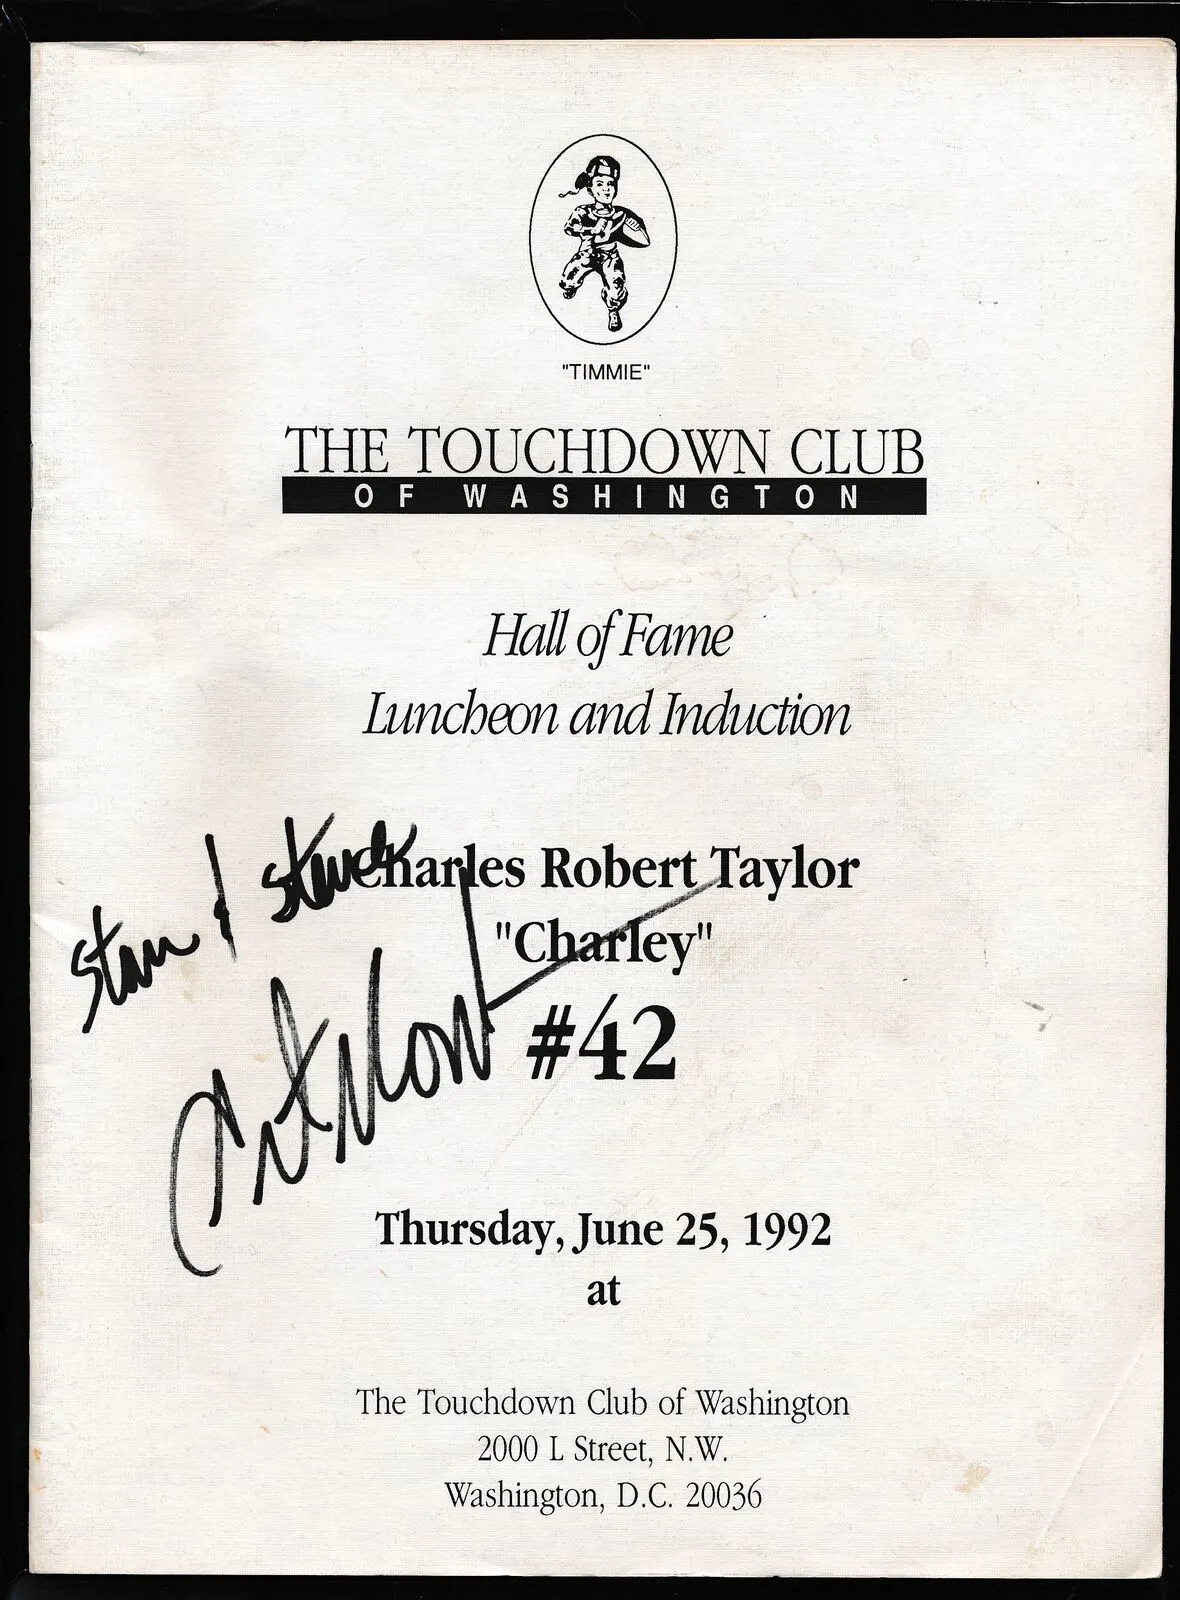 "TIMMIE"
THE TOUCHDOWN CLUB
OF WASHINGTON
Hall of Fame
Luncheon and Induction
Charles Robert Taylor
"Charley"
#42
Stan &
Thursday, June 25, 1992
at
The Touchdown Club of Washington
2000 L Street, N.W.
Washington, D.C. 20036